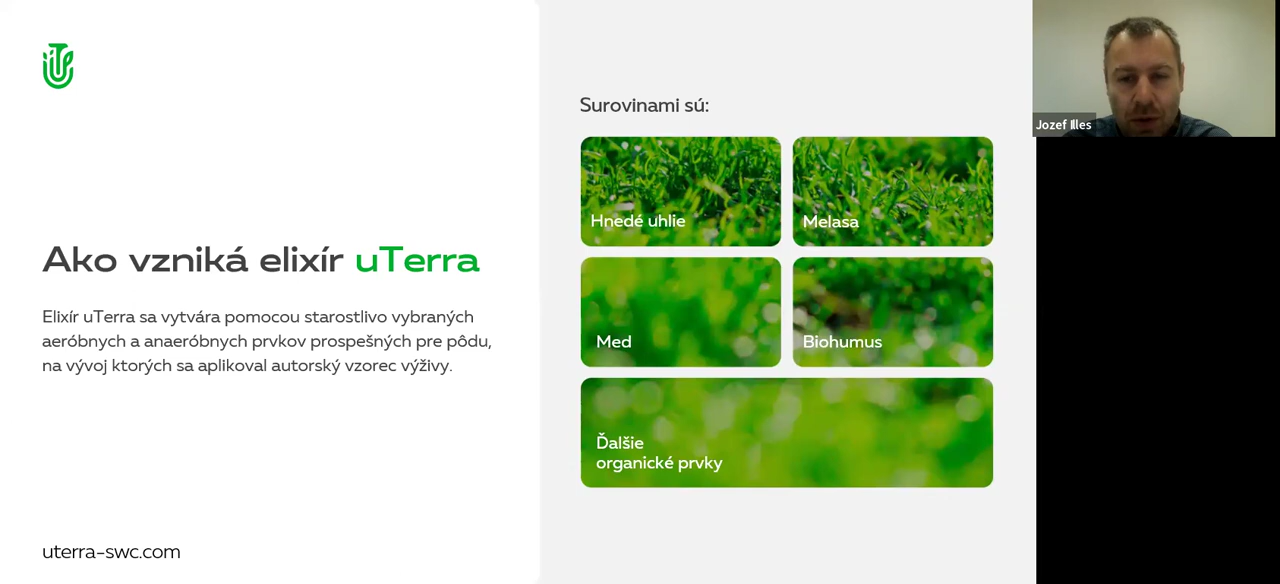 Ako vzniká elixír uTerra
Elixír uTerra sa vytvára pomocou starostlivo vybraných
aeróbnych a anaeróbnych prvkov prospešných pre pôdu,
na vývoj ktorých sa aplikoval autorský vzorec výživy.
uterra-swc.com
Surovinami sú:
Hnedé uhlie
Melasa
Med
Biohumus
Ďalšie
organické prvky
Jozef Illes